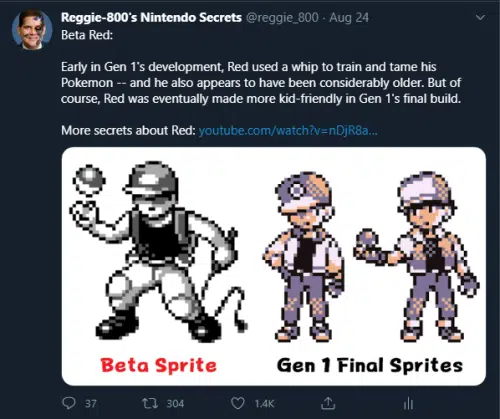 Reggie-800's Nintendo Secrets @reggie_800 · Aug 24
Beta Red:
Early in Gen 1's development, Red used a whip to train and tame his
Pokemon -- and he also appears to have been considerably older. But of
course, Red was eventually made more kid-friendly in Gen 1's final build.
More secrets about Red: youtube.com/watch?v=nDjR8a...
Beta Sprite
Gen 1 Final Sprites
37
304
1.4K